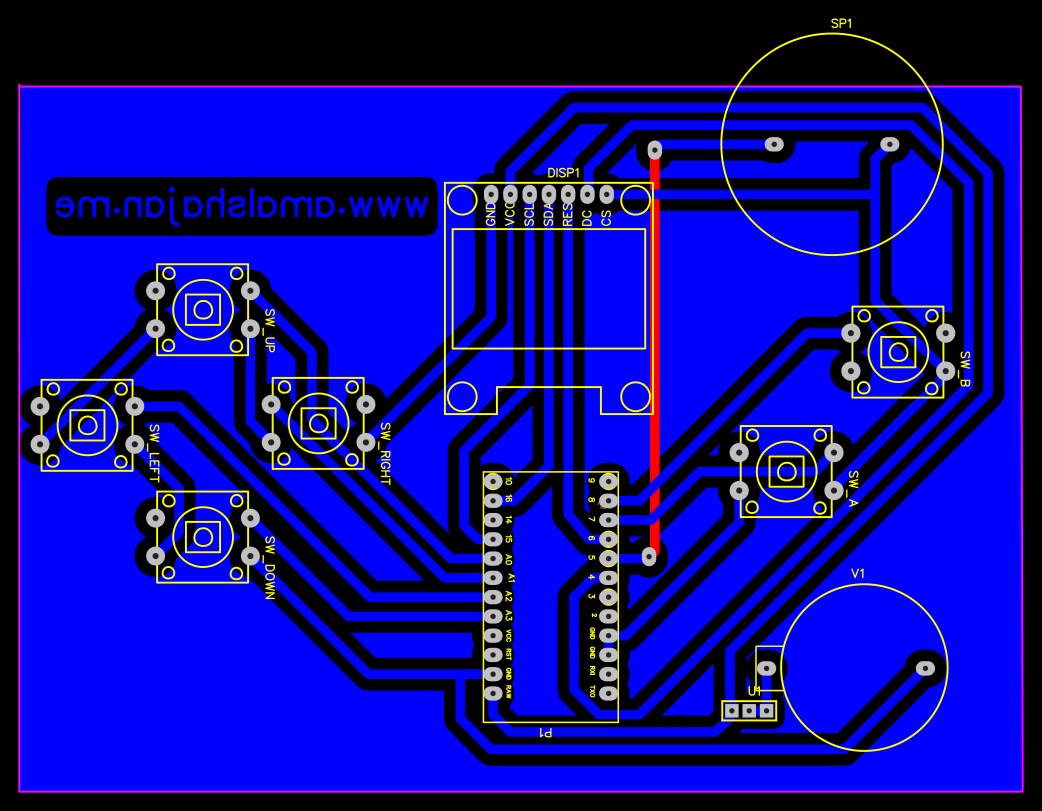 SP1
DISP1
GND
VCC
SCL
SDA
RES
DC
CS
www.amalshajan.me
SW_UP
SW_LEFT
SW_RIGHT
SW_DOWN
SW_B
SW_A
10
16
14
15
A0
A1
A2
A3
VCC
RST
GND
RAW
9
8
7
6
5
4
3
2
GND
GND
RXI
TX0
P1
V1
U1